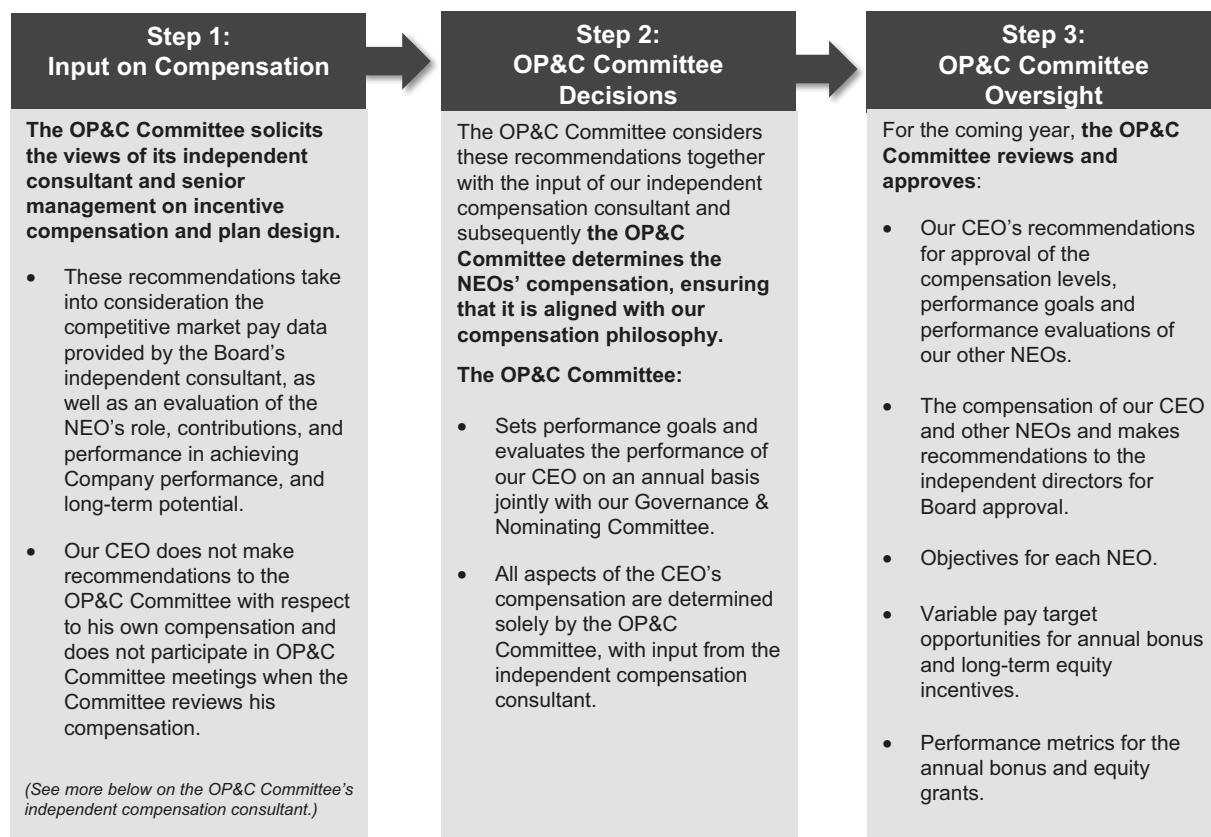 Step 1:
Input on Compensation
The OP&C Committee solicits
the views of its independent
consultant and senior
management on incentive
compensation and plan design.
• These recommendations take
into consideration the
competitive market pay data
provided by the Board’s
independent consultant, as
well as an evaluation of the
NEO’s role, contributions, and
performance in achieving
Company performance, and
long-term potential.
• Our CEO does not make
recommendations to the
OP&C Committee with respect
to his own compensation and
does not participate in OP&C
Committee meetings when the
Committee reviews his
compensation.
(See more below on the OP&C Committee’s
independent compensation consultant.)
Step 2:
OP&C Committee
Decisions
The OP&C Committee considers
these recommendations together
with the input of our independent
compensation consultant and
subsequently the OP&C
Committee determines the
NEOs’ compensation, ensuring
that it is aligned with our
compensation philosophy.
The OP&C Committee:
• Sets performance goals and
evaluates the performance of
our CEO on an annual basis
jointly with our Governance &
Nominating Committee.
• All aspects of the CEO’s
compensation are determined
solely by the OP&C
Committee, with input from the
independent compensation
consultant.
Step 3:
OP&C Committee
Oversight
For the coming year, the OP&C
Committee reviews and
approves:
• Our CEO’s recommendations
for approval of the
compensation levels,
performance goals and
performance evaluations of
our other NEOs.
• The compensation of our CEO
and other NEOs and makes
recommendations to the
independent directors for
Board approval.
• Objectives for each NEO.
• Variable pay target
opportunities for annual bonus
and long-term equity
incentives.
• Performance metrics for the
annual bonus and equity
grants.